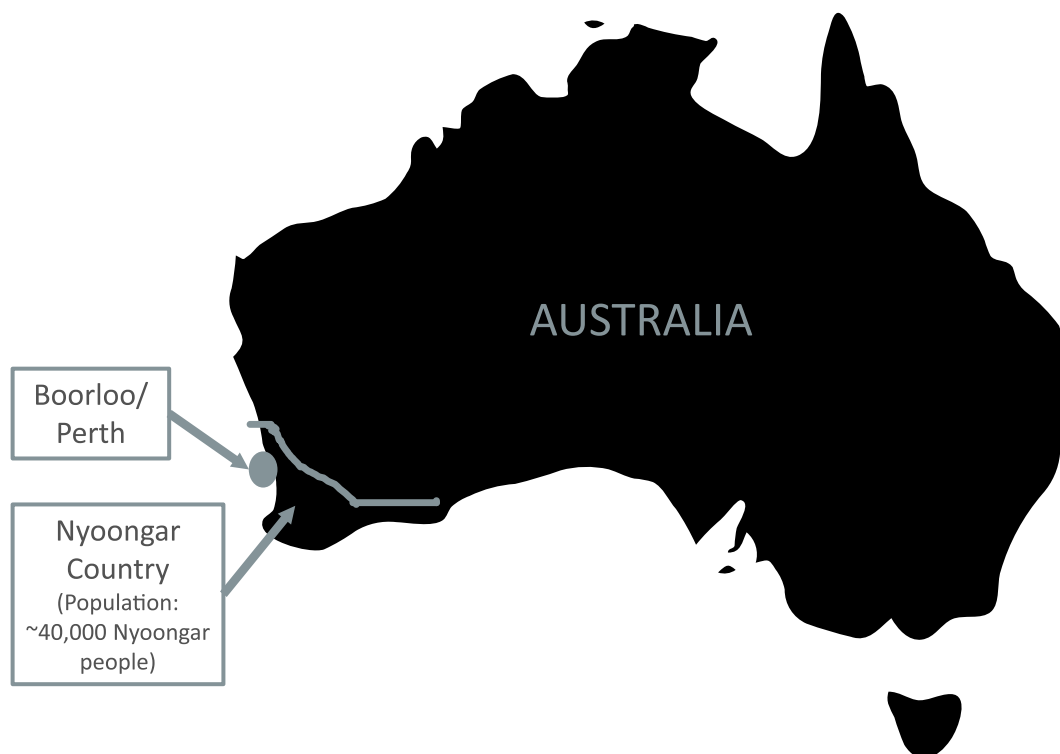 AUSTRALIA
Boorloo/
Perth
Nyoongar
Country
(Population:
~40,000 Nyoongar
people)